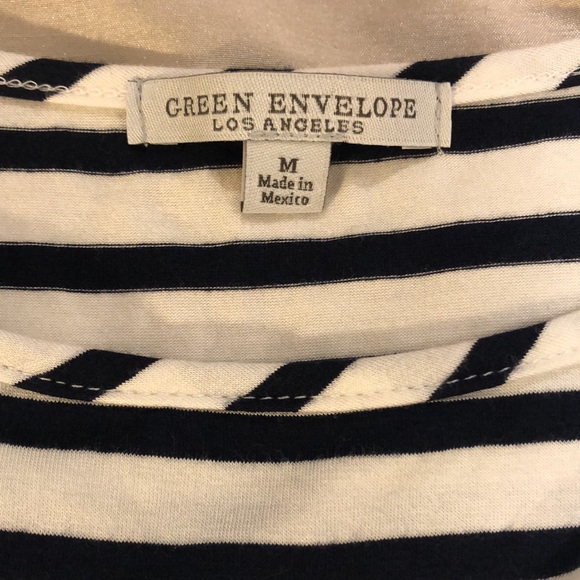 GREEN ENVELOPE
LOS ANGELES
M
Made in
Mexico